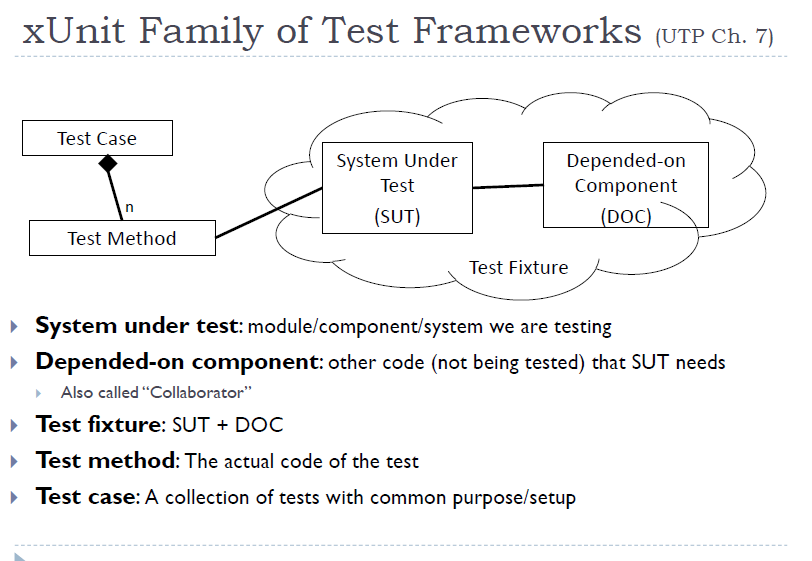 xUnit Family of Test Frameworks (UTP Ch. 7)
Test Case
n
Test Method
System Under
Test
(SUT)
Depended-on
Component
(DOC)
Test Fixture
System under test: module/component/system we are testing
Depended-on component: other code (not being tested) that SUT needs
Also called “Collaborator”
Test fixture: SUT + DOC
Test method: The actual code of the test
Test case: A collection of tests with common purpose/setup